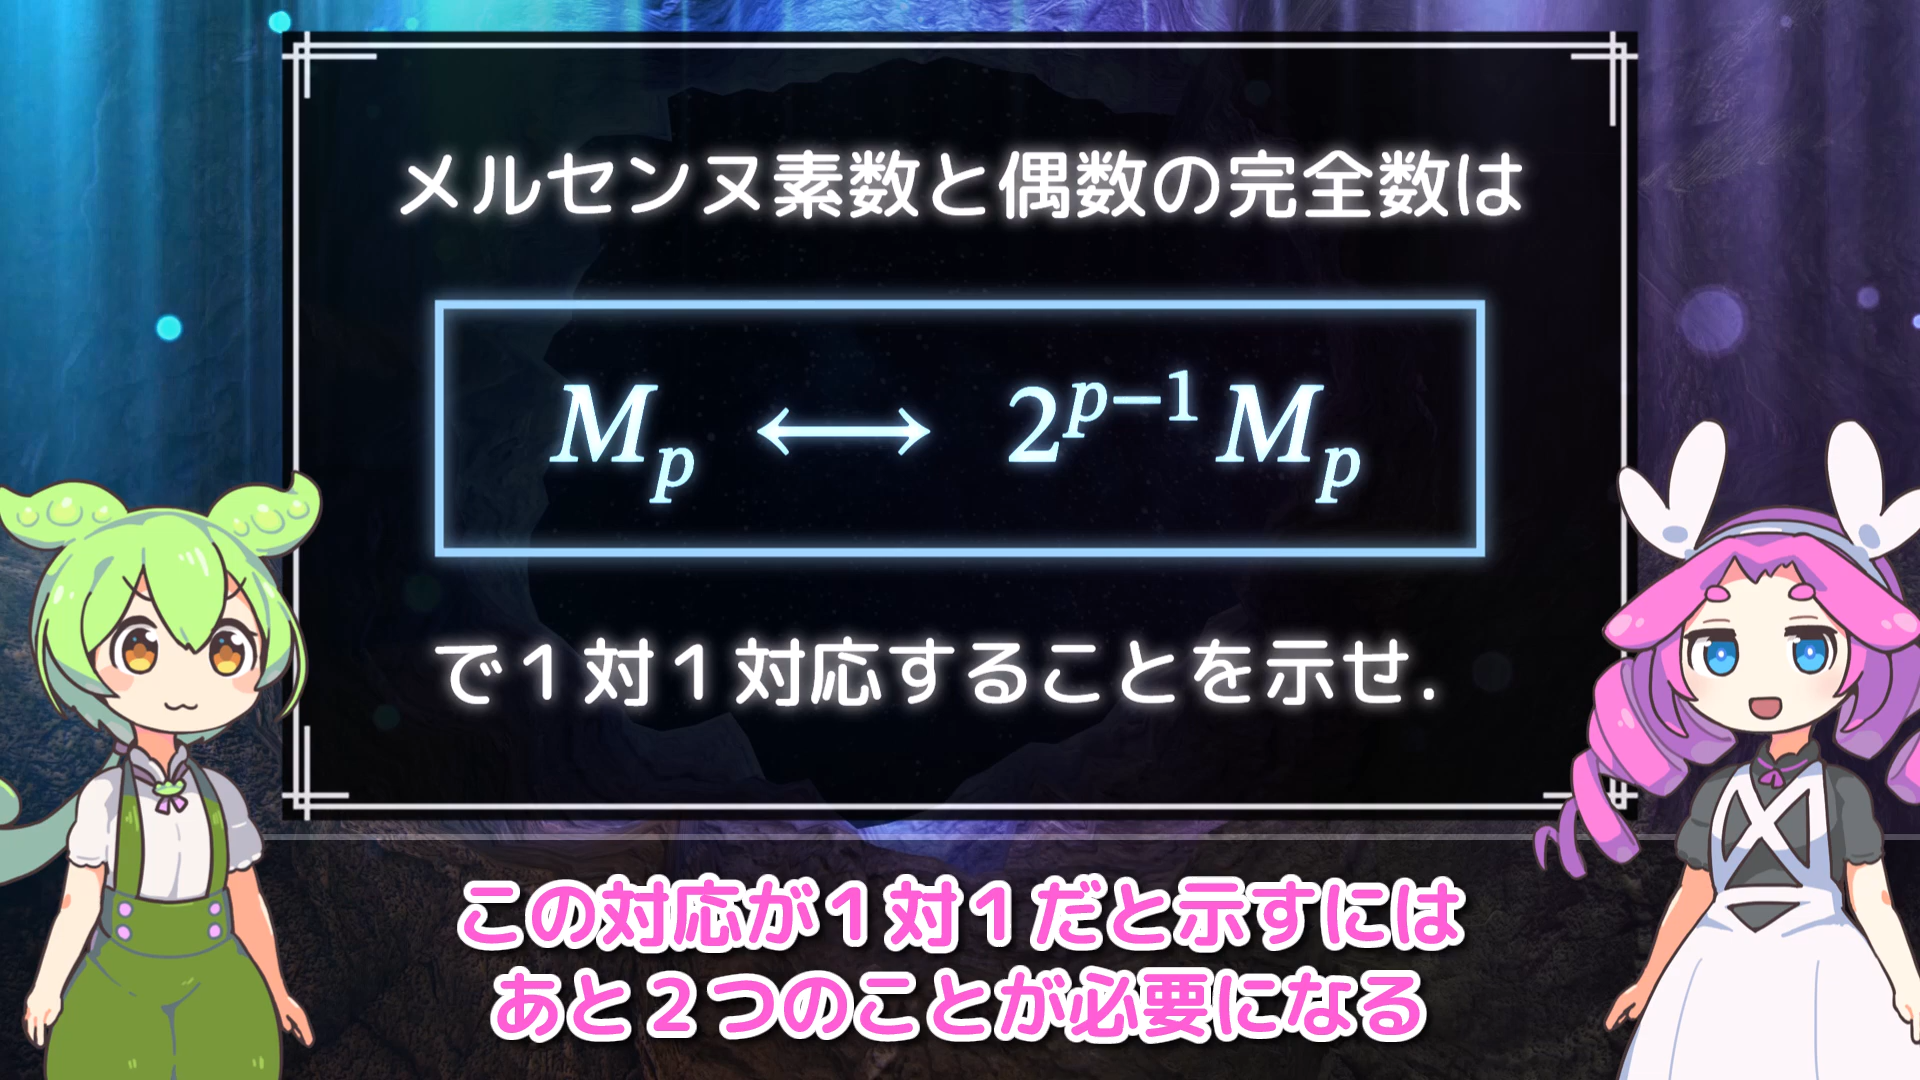 メルセンヌ素数と偶数の完全数は
M_p ⟷ 2^{p−1} M_p
で１対１対応することを示せ.
この対応が１対１だと示すには
あと２つのことが必要になる